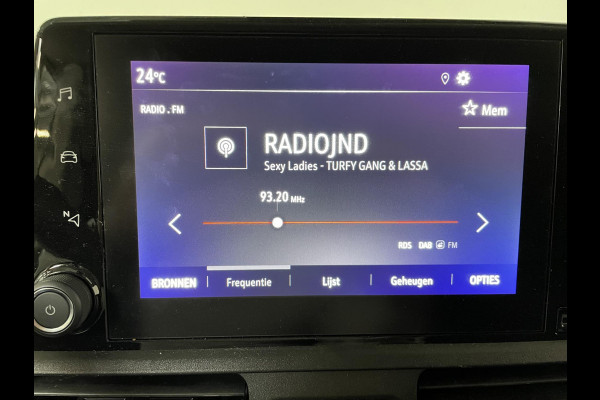 24°C
RADIO . FM
Mem
RADIOJND
Sexy Ladies - TURFY GANG & LASSA
93.20 MHz
N
RDS DAB FM
BRONNEN Frequentie Lijst Geheugen OPTIES